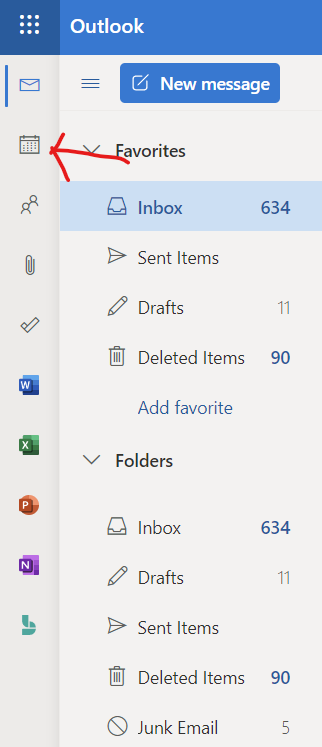 Outlook
New message
Favorites
Inbox 634
Sent Items
Drafts 11
Deleted Items 90
Add favorite
Folders
Inbox 634
Drafts 11
Sent Items
Deleted Items 90
Junk Email 5
W
X
P
N
b